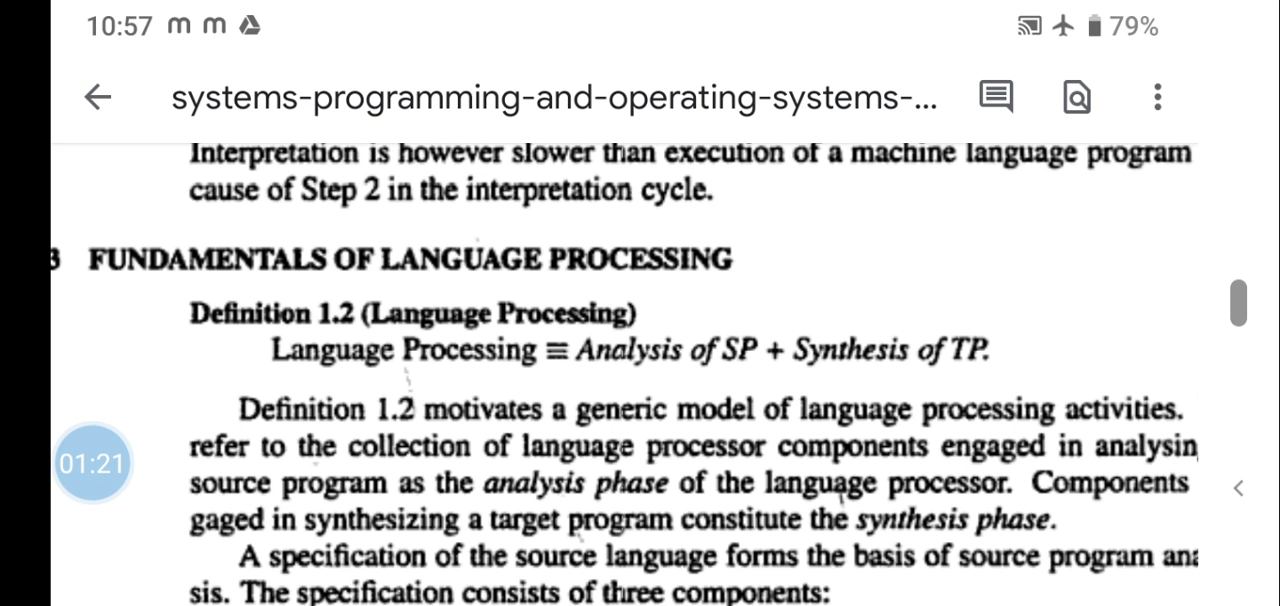 10:57 m m 79%
systems-programming-and-operating-systems-...
Interpretation is however slower than execution of a machine language program
cause of Step 2 in the interpretation cycle.
3 FUNDAMENTALS OF LANGUAGE PROCESSING
Definition 1.2 (Language Processing)
Language Processing ≡ Analysis of SP + Synthesis of TP.
Definition 1.2 motivates a generic model of language processing activities.
refer to the collection of language processor components engaged in analysin
source program as the analysis phase of the language processor. Components
gaged in synthesizing a target program constitute the synthesis phase.
A specification of the source language forms the basis of source program ana
sis. The specification consists of three components:
01:21